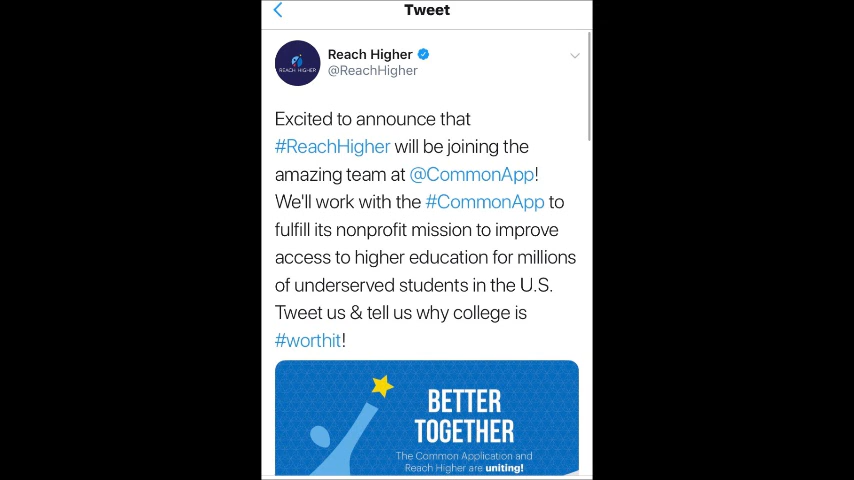 Tweet
Reach Higher
@ReachHigher
REACH HIGHER
Excited to announce that
#ReachHigher will be joining the
amazing team at @CommonApp!
We'll work with the #CommonApp to
fulfill its nonprofit mission to improve
access to higher education for millions
of underserved students in the U.S.
Tweet us & tell us why college is
#worthit!
BETTER
TOGETHER
The Common Application and
Reach Higher are uniting!